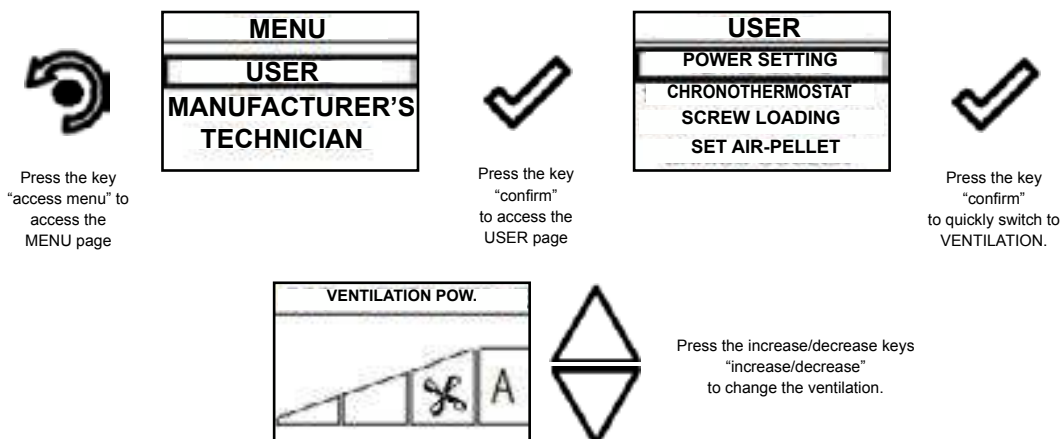 MENU
USER
MANUFACTURER'S
TECHNICIAN
Press the key
“access menu” to
access the
MENU page
Press the key
“confirm”
to access the
USER page
USER
POWER SETTING
CHRONOTHERMOSTAT
SCREW LOADING
SET AIR-PELLET
Press the key
“confirm”
to quickly switch to
VENTILATION.
VENTILATION POW.
A
Press the increase/decrease keys
“increase/decrease”
to change the ventilation.